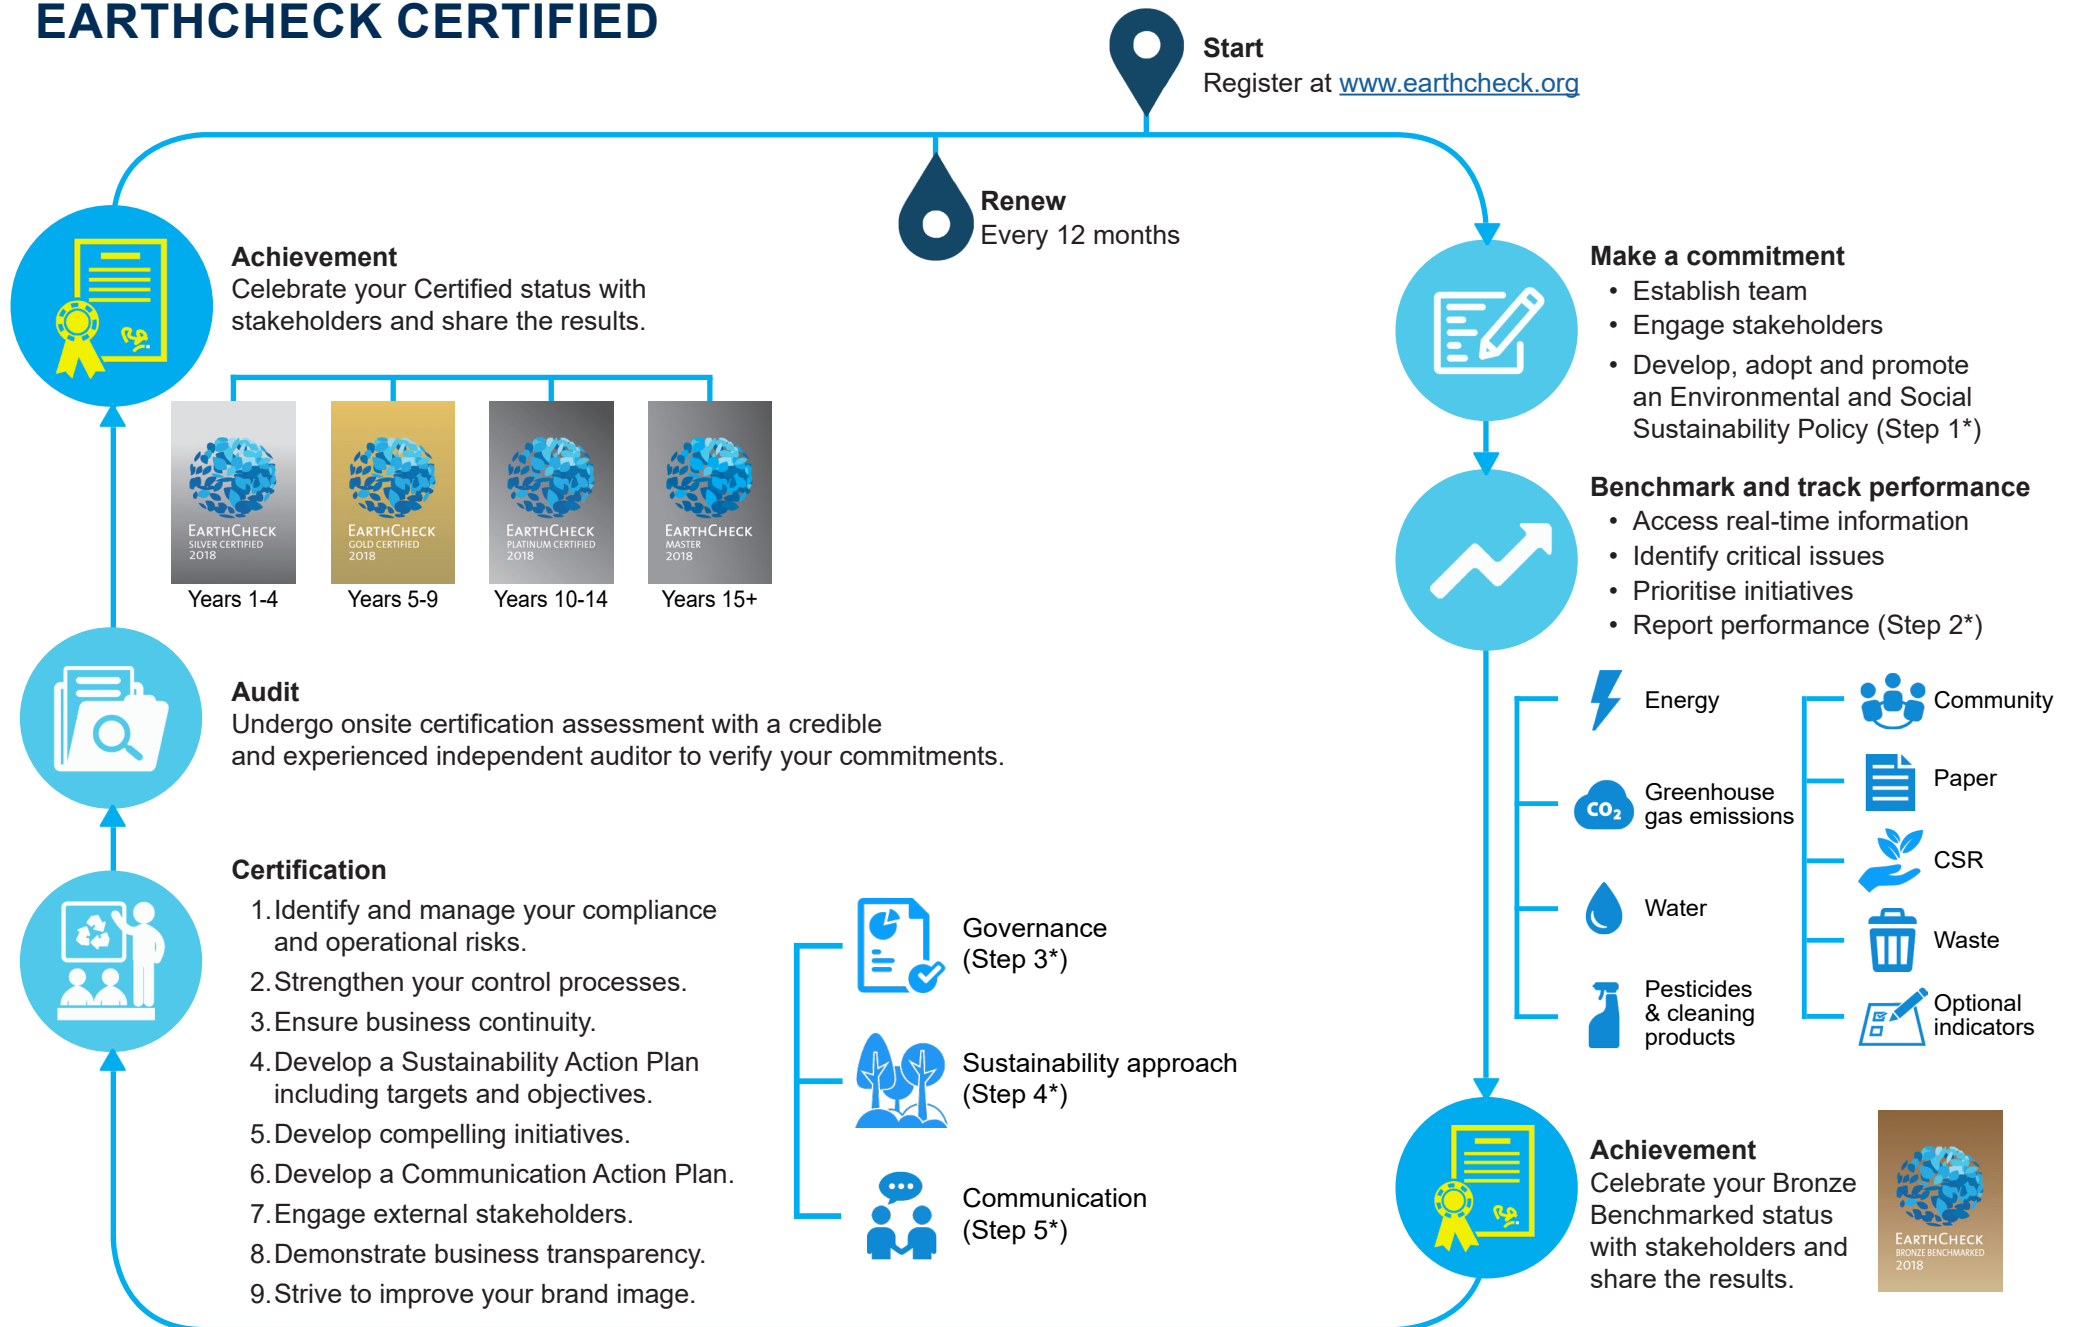 EARTHCHECK CERTIFIED
Start
Register at www.earthcheck.org
Renew
Every 12 months
Make a commitment
• Establish team
• Engage stakeholders
• Develop, adopt and promote
an Environmental and Social
Sustainability Policy (Step 1*)
Benchmark and track performance
• Access real-time information
• Identify critical issues
• Prioritise initiatives
• Report performance (Step 2*)
Energy
CO₂
Greenhouse
gas emissions
Water
Pesticides
& cleaning
products
Community
Paper
CSR
Waste
Optional
indicators
Achievement
Celebrate your Bronze
Benchmarked status
with stakeholders and
share the results.
EARTHCHECK
BRONZE BENCHMARKED
2018
Certification
1. Identify and manage your compliance
and operational risks.
2. Strengthen your control processes.
3. Ensure business continuity.
4. Develop a Sustainability Action Plan
including targets and objectives.
5. Develop compelling initiatives.
6. Develop a Communication Action Plan.
7. Engage external stakeholders.
8. Demonstrate business transparency.
9. Strive to improve your brand image.
Governance
(Step 3*)
Sustainability approach
(Step 4*)
Communication
(Step 5*)
Audit
Undergo onsite certification assessment with a credible
and experienced independent auditor to verify your commitments.
Achievement
Celebrate your Certified status with
stakeholders and share the results.
EARTHCHECK
SILVER CERTIFIED
2018
Years 1-4
EARTHCHECK
GOLD CERTIFIED
2018
Years 5-9
EARTHCHECK
PLATINUM CERTIFIED
2018
Years 10-14
EARTHCHECK
MASTER
2018
Years 15+